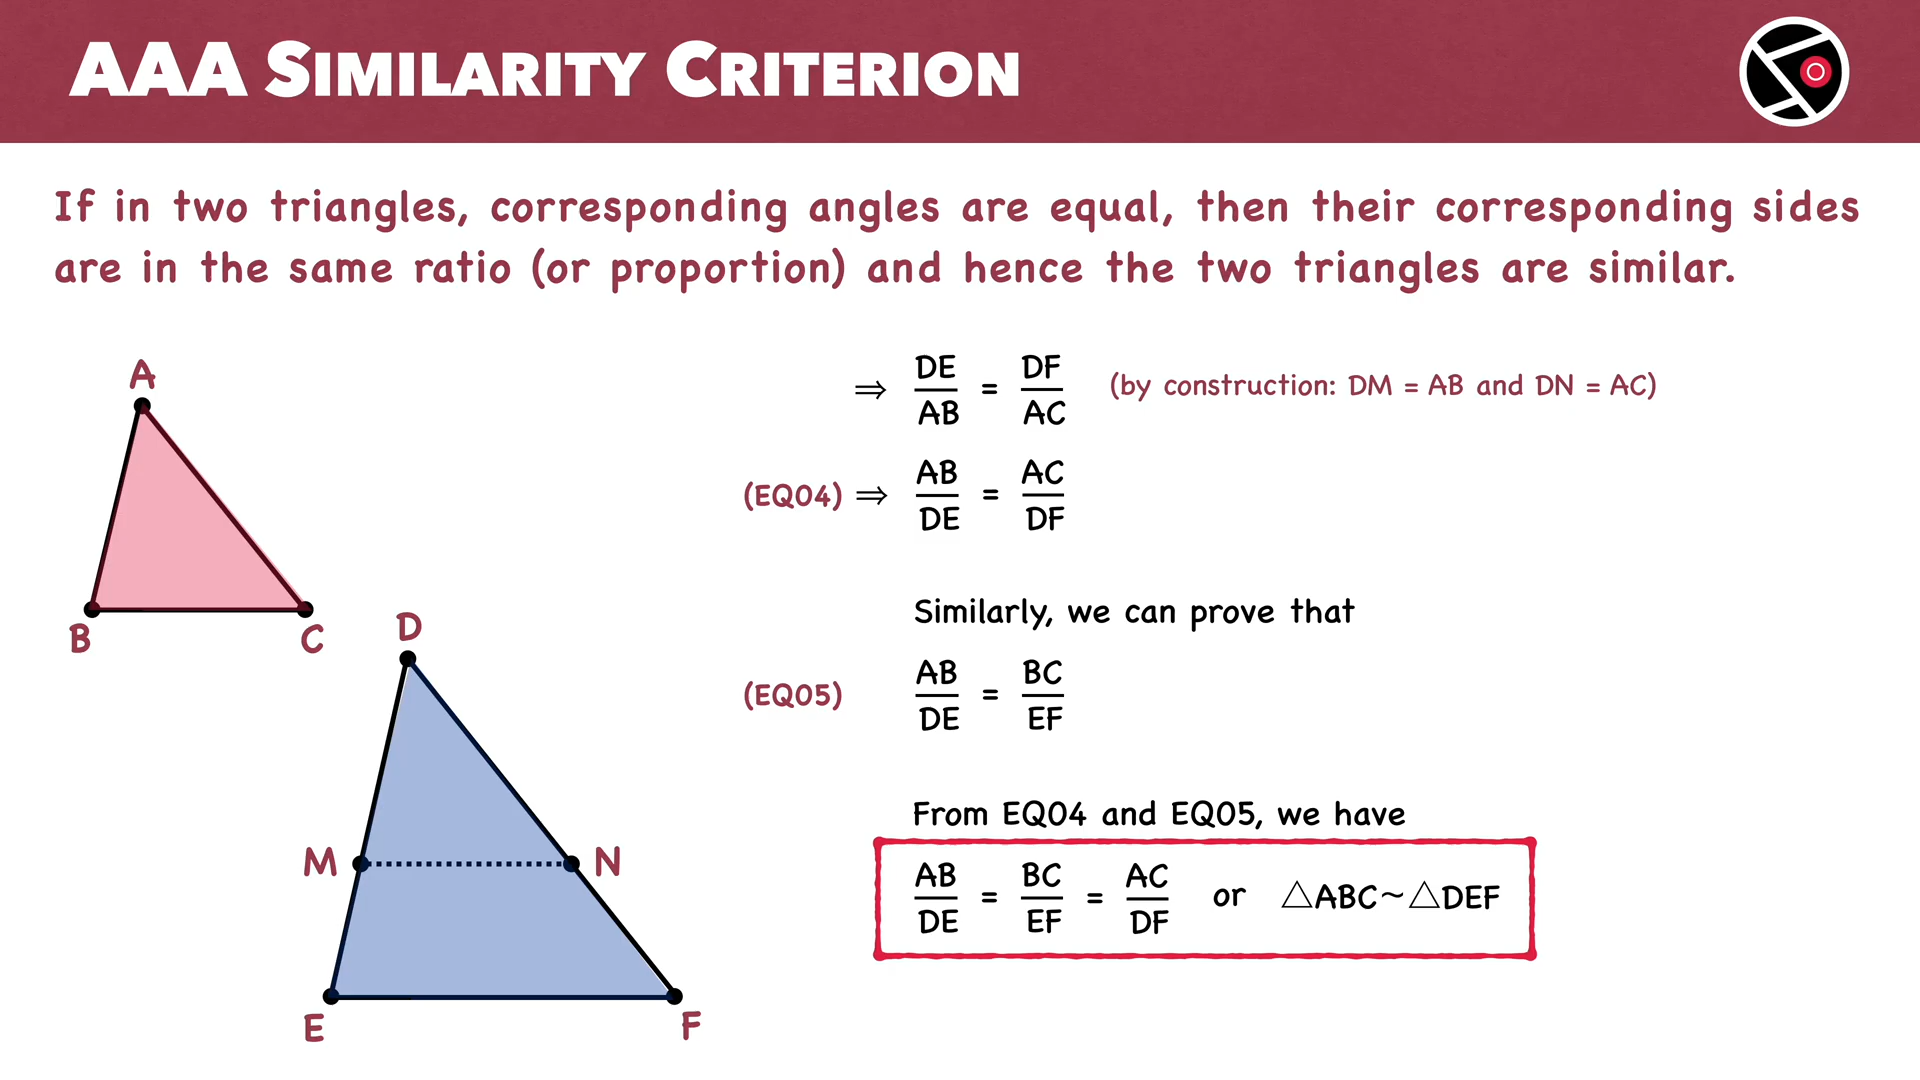 AAA SIMILARITY CRITERION
If in two triangles, corresponding angles are equal, then their corresponding sides
are in the same ratio (or proportion) and hence the two triangles are similar.
A
B
C
D
M
N
E
F
⇒ DE/AB = DF/AC (by construction: DM = AB and DN = AC)
(EQ04) ⇒ AB/DE = AC/DF
Similarly, we can prove that
(EQ05) AB/DE = BC/EF
From EQ04 and EQ05, we have
AB/DE = BC/EF = AC/DF or △ABC~△DEF